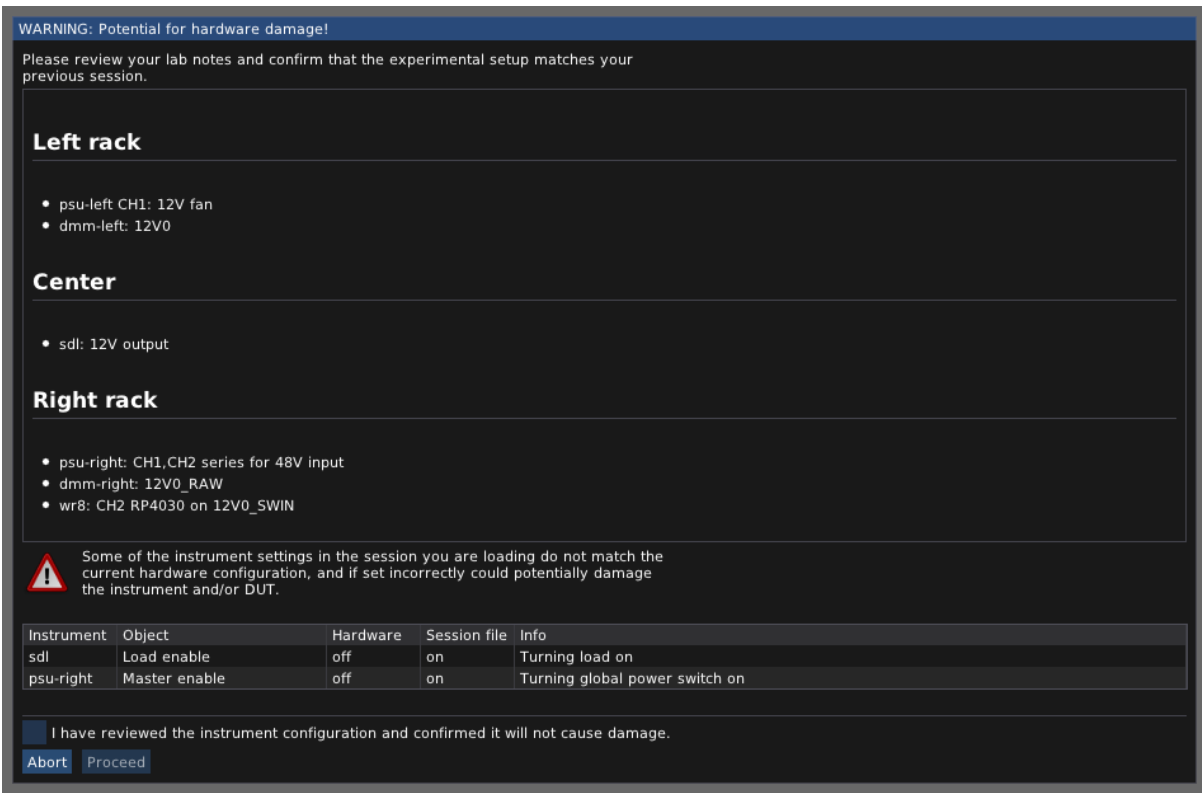 WARNING: Potential for hardware damage!
Please review your lab notes and confirm that the experimental setup matches your
previous session.
Left rack
• psu-left CH1: 12V fan
• dmm-left: 12V0
Center
• sdl: 12V output
Right rack
• psu-right: CH1,CH2 series for 48V input
• dmm-right: 12V0_RAW
• wr8: CH2 RP4030 on 12V0_SWIN
Some of the instrument settings in the session you are loading do not match the
current hardware configuration, and if set incorrectly could potentially damage
the instrument and/or DUT.
Instrument Object Hardware Session file Info
sdl Load enable off on Turning load on
psu-right Master enable off on Turning global power switch on
I have reviewed the instrument configuration and confirmed it will not cause damage.
Abort Proceed